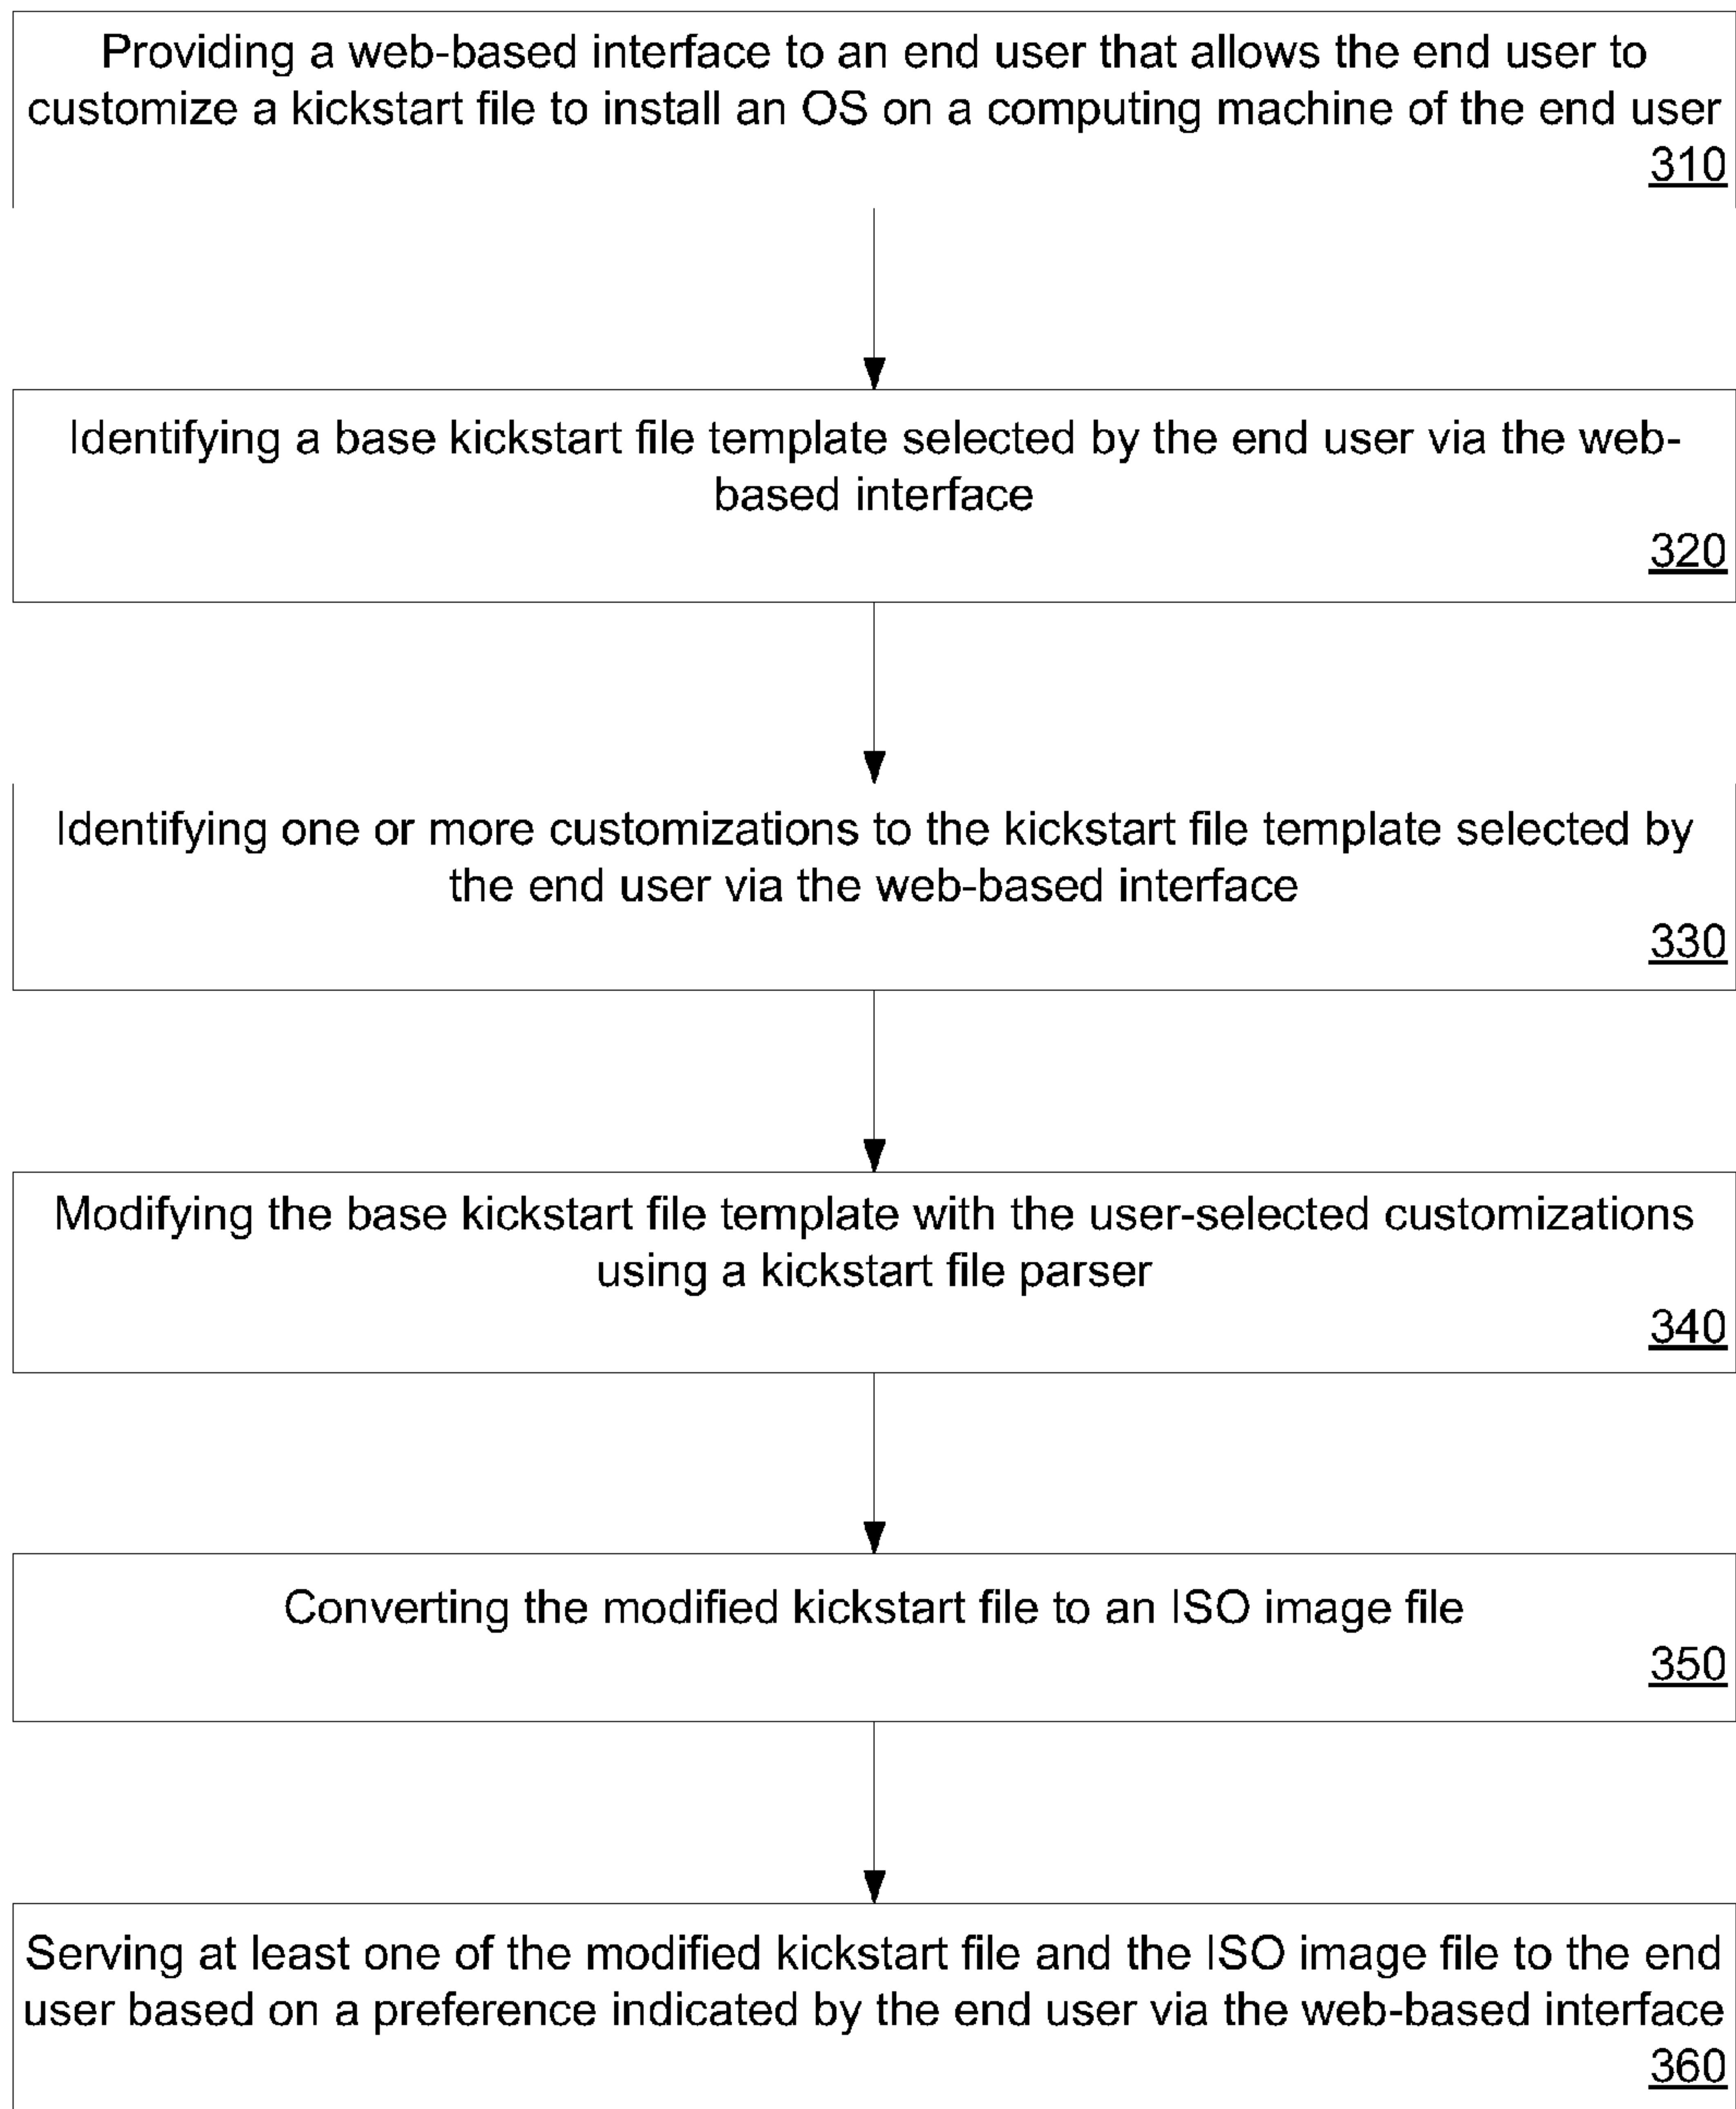 Providing a web-based interface to an end user that allows the end user to
customize a kickstart file to install an OS on a computing machine of the end user
310
Identifying a base kickstart file template selected by the end user via the web-
based interface
320
Identifying one or more customizations to the kickstart file template selected by
the end user via the web-based interface
330
Modifying the base kickstart file template with the user-selected customizations
using a kickstart file parser
340
Converting the modified kickstart file to an ISO image file
350
Serving at least one of the modified kickstart file and the ISO image file to the end
user based on a preference indicated by the end user via the web-based interface
360